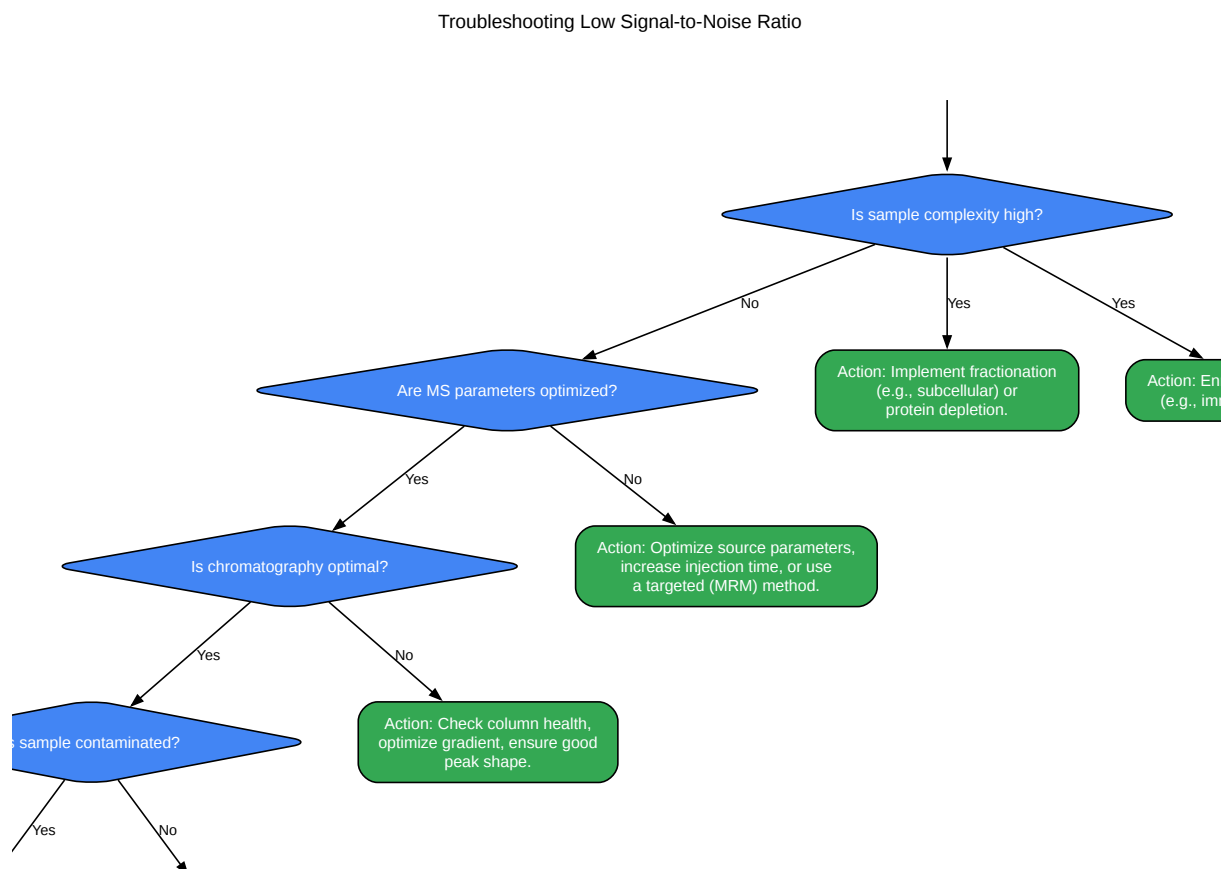 Troubleshooting Low Signal-to-Noise Ratio
Is sample complexity high?
No
Yes
Yes
Are MS parameters optimized?
Action: Implement fractionation
(e.g., subcellular) or
protein depletion.
Action:
(e.g.,
Yes
No
Is chromatography optimal?
Action: Optimize source parameters,
increase injection time, or use
a targeted (MRM) method.
Yes
No
sample contaminated?
Action: Check column health,
optimize gradient, ensure good
peak shape.
Yes
No